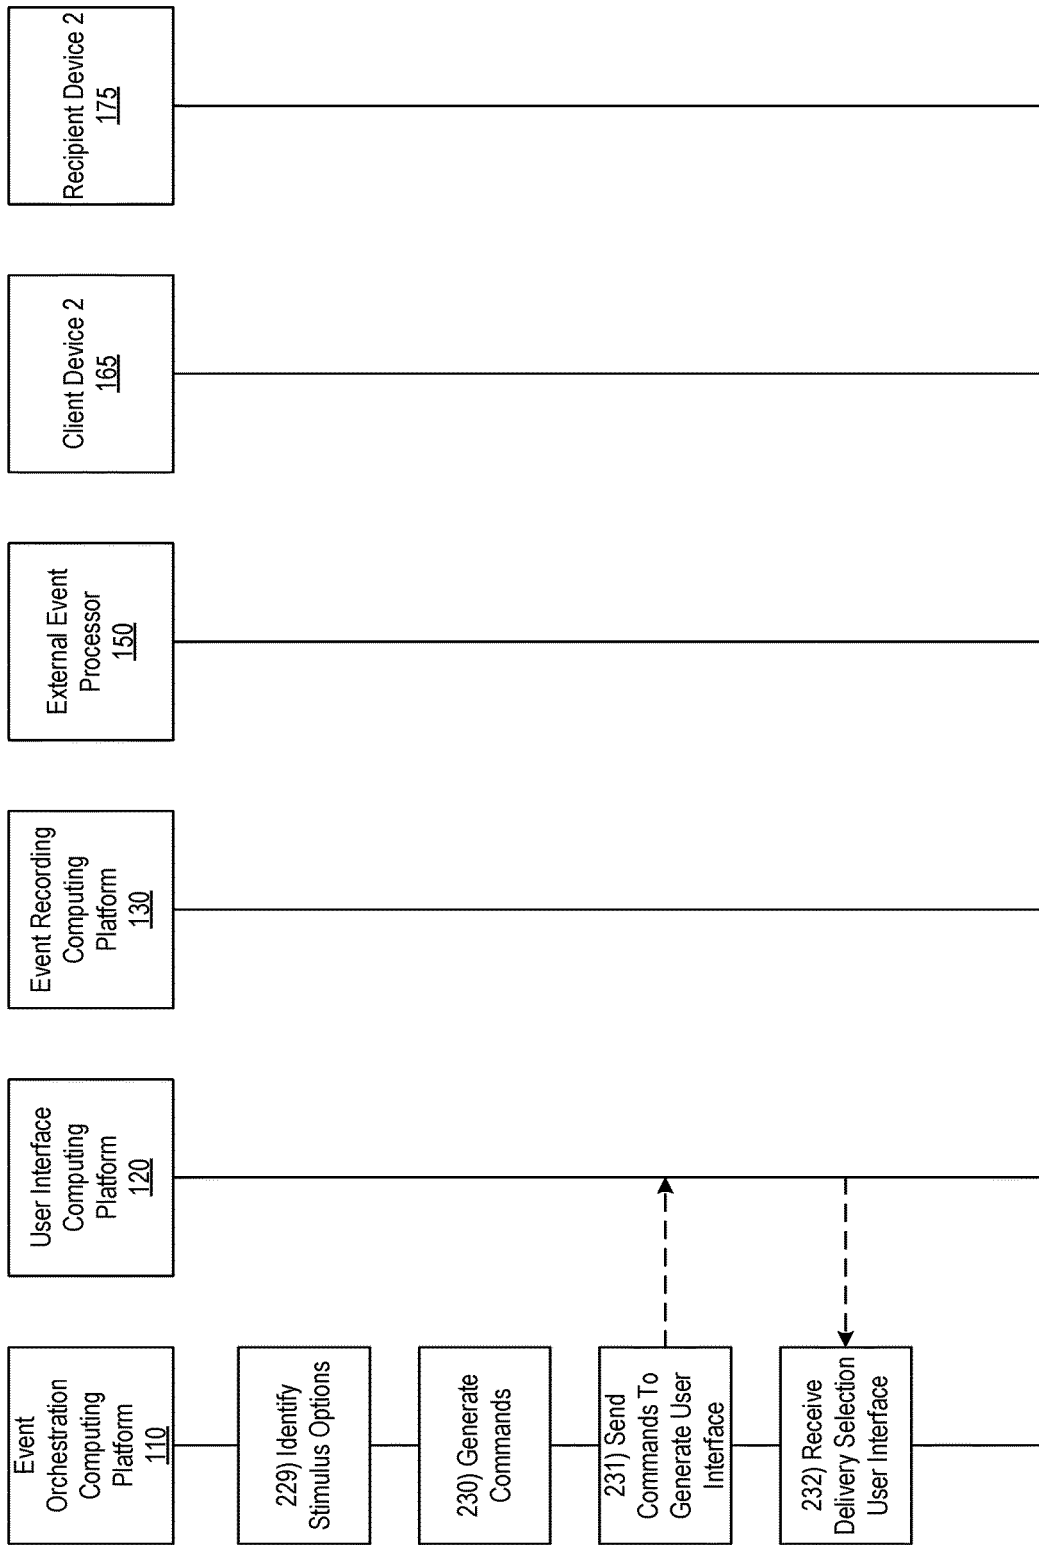 Event
Orchestration
Computing
Platform
110
User Interface
Computing
Platform
120
Event Recording
Computing
Platform
130
External Event
Processor
150
Client Device 2
165
Recipient Device 2
175
229) Identify
Stimulus Options
230) Generate
Commands
231) Send
Commands To
Generate User
Interface
232) Receive
Delivery Selection
User Interface